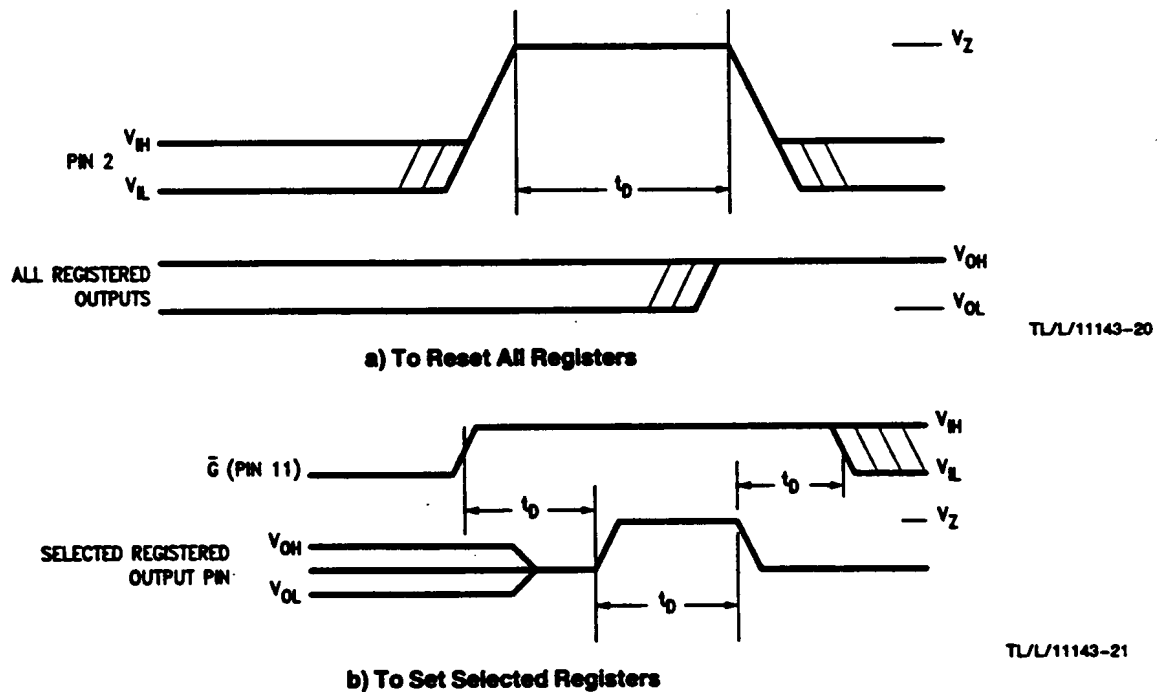 V_Z
V_IH
PIN 2
V_IL
t_D
ALL REGISTERED
OUTPUTS
V_OH
V_OL
TL/L/11143-20
a) To Reset All Registers
V_IH
G̅ (PIN 11)
V_IL
t_D
t_D
V_Z
SELECTED REGISTERED
OUTPUT PIN
V_OH
V_OL
t_D
TL/L/11143-21
b) To Set Selected Registers